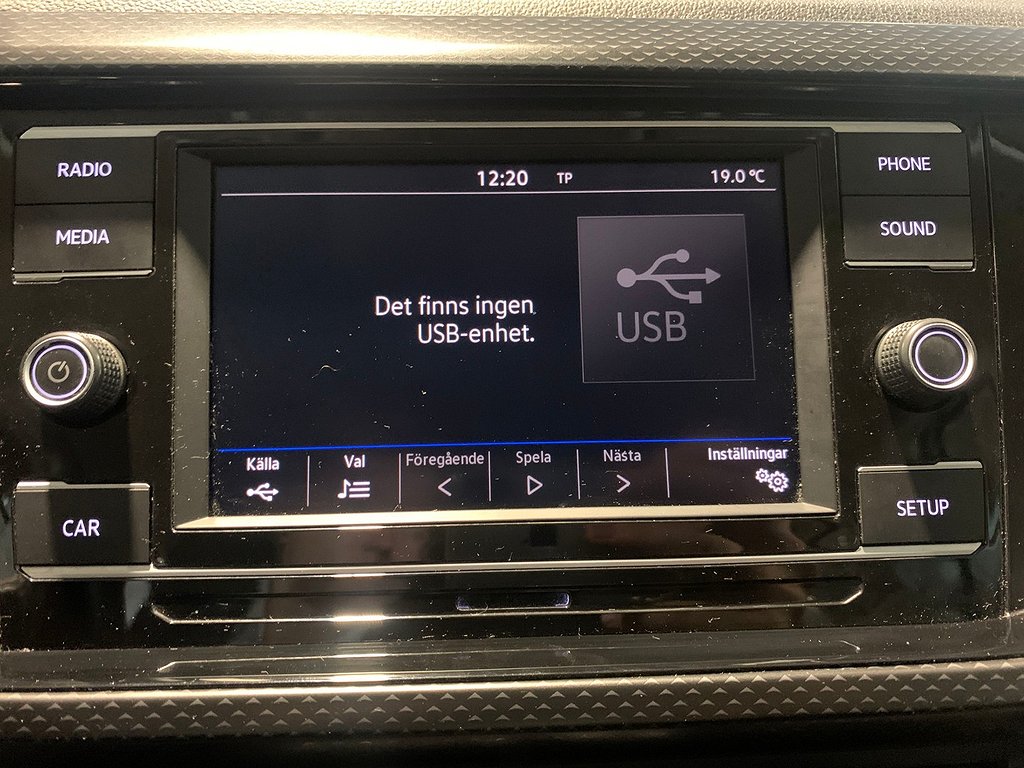 RADIO
MEDIA
CAR
12:20 TP 19.0 °C
Det finns ingen
USB-enhet.
USB
Källa Val Föregående Spela Nästa Inställningar
PHONE
SOUND
SETUP